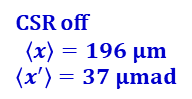 CSR off
⟨x⟩ = 196 μm
⟨x′⟩ = 37 μmad